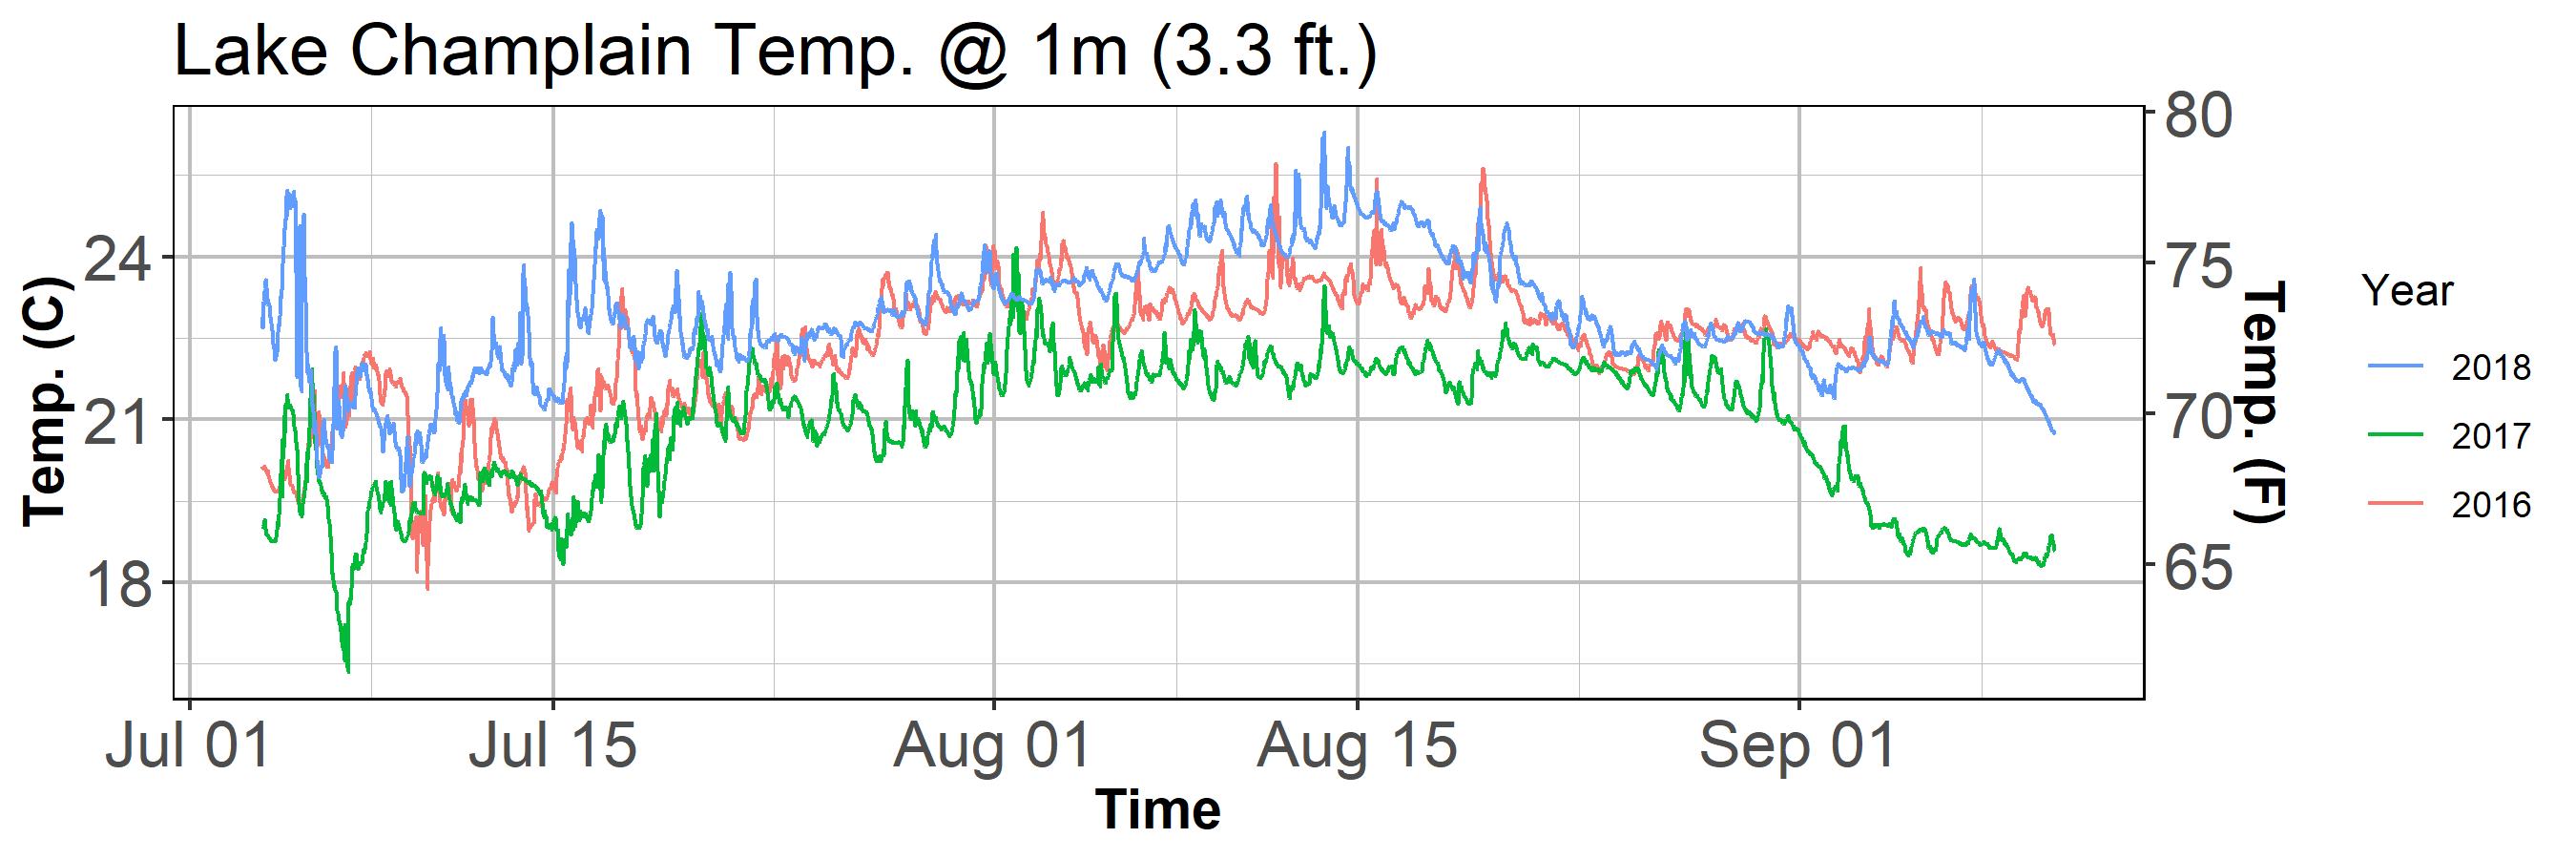 Lake Champlain Temp. @ 1m (3.3 ft.)
Temp. (C)
24
21
18
80
75
70
65
Temp. (F)
Jul 01
Jul 15
Aug 01
Aug 15
Sep 01
Time
Year
2018
2017
2016